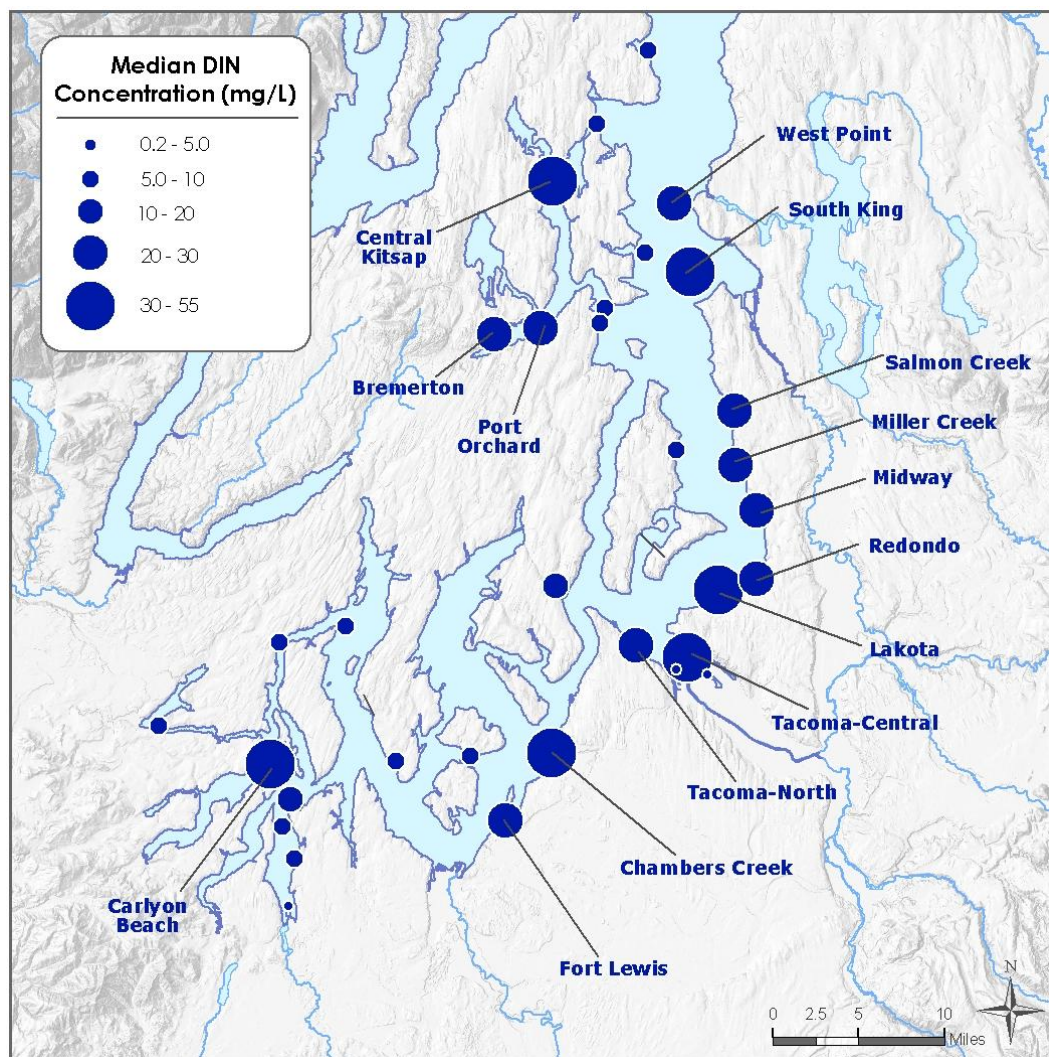 Median DIN
Concentration (mg/L)
0.2 - 5.0
5.0 - 10
10 - 20
20 - 30
30 - 55
West Point
South King
Central
Kitsap
Bremerton
Port
Orchard
Salmon Creek
Miller Creek
Midway
Redondo
Lakota
Tacoma-Central
Tacoma-North
Chambers Creek
Carlyon
Beach
Fort Lewis
N
0 2.5 5 10
Miles